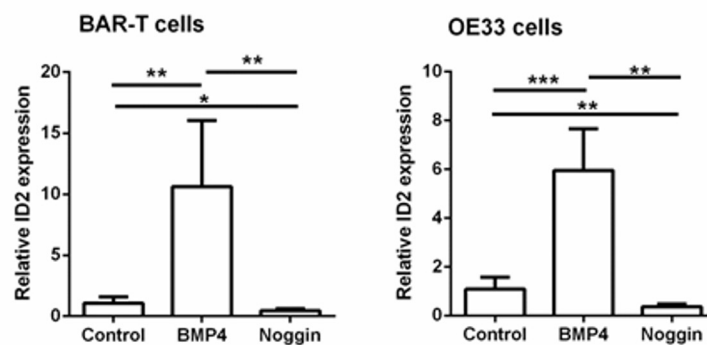 BAR-T cells
Relative ID2 expression
20
15
10
5
0
**
**
*
Control BMP4 Noggin
OE33 cells
Relative ID2 expression
10
8
6
4
2
0
***
**
**
Control BMP4 Noggin